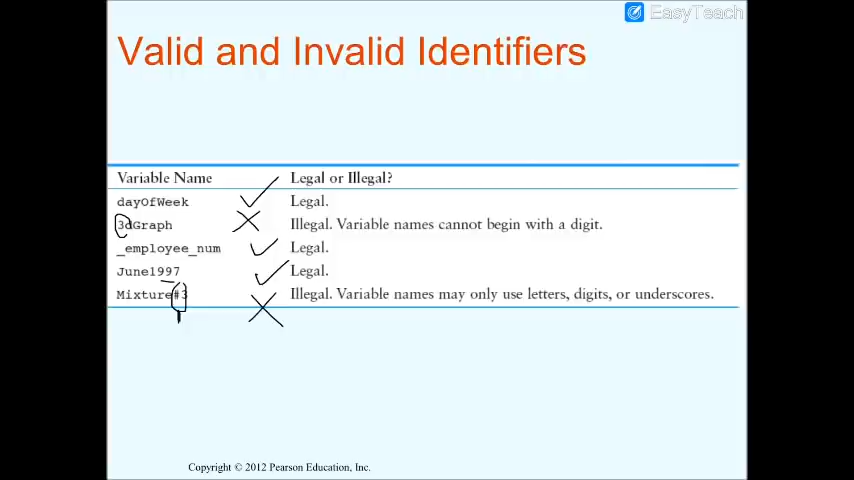 EasyTeach
Valid and Invalid Identifiers
Variable Name Legal or Illegal?
dayOfWeek Legal.
3dGraph Illegal. Variable names cannot begin with a digit.
_employee_num Legal.
June1997 Legal.
Mixture#3 Illegal. Variable names may only use letters, digits, or underscores.
Copyright © 2012 Pearson Education, Inc.